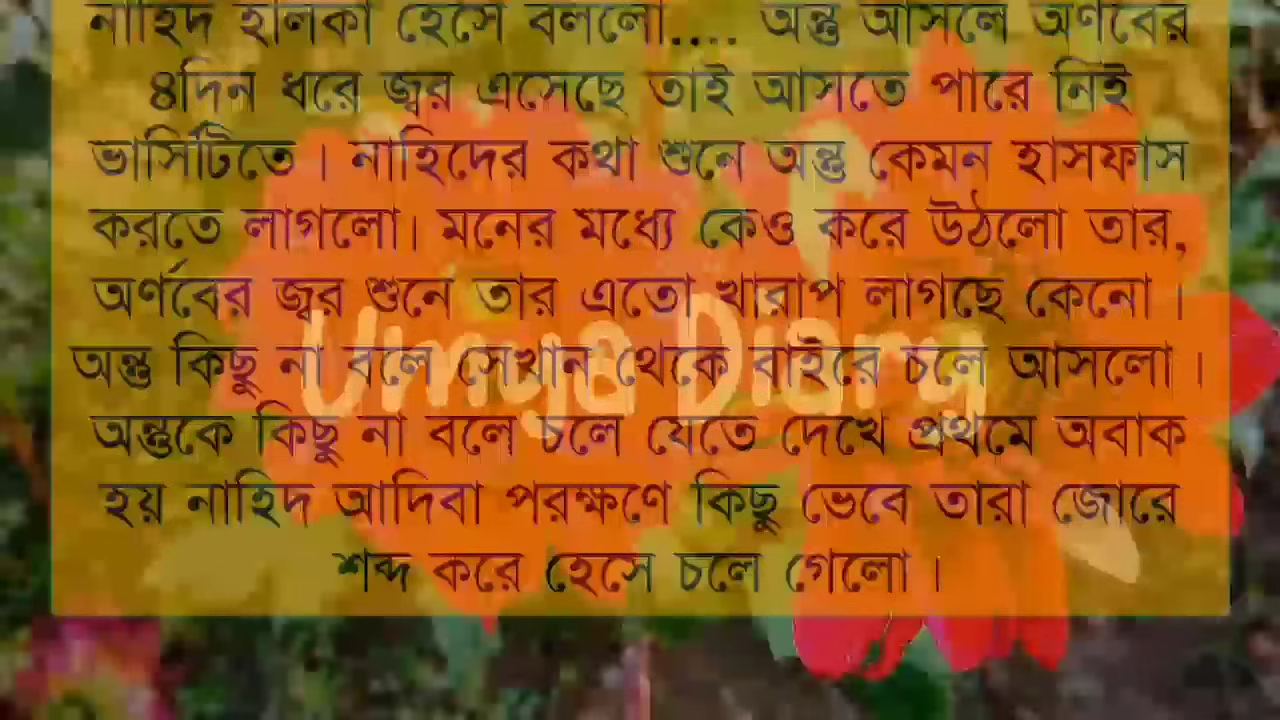 নাহিদ হালকা হেসে বললো.... অন্তু আসলে অর্ণবের
৪দিন ধরে জ্বর এসেছে তাই আসতে পারে নিই
ভার্সিটিতে । নাহিদের কথা শুনে অন্তু কেমন হাসফাস
করতে লাগলো। মনের মধ্যে কেও করে উঠলো তার,
অর্ণবের জ্বর শুনে তার এতো খারাপ লাগছে কেনো ।
Umya Diary
অন্তু কিছু না বলে সেখান থেকে বাইরে চলে আসলো ।
অন্তুকে কিছু না বলে চলে যেতে দেখে প্রথমে অবাক
হয় নাহিদ আদিবা পরক্ষণে কিছু ভেবে তারা জোরে
শব্দ করে হেসে চলে গেলো ।